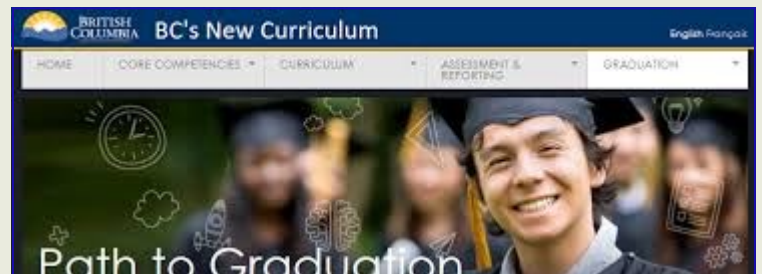 BRITISH
COLUMBIA
BC's New Curriculum
English Français
HOME
CORE COMPETENCIES
CURRICULUM
ASSESSMENT &
REPORTING
GRADUATION
Path to Graduation